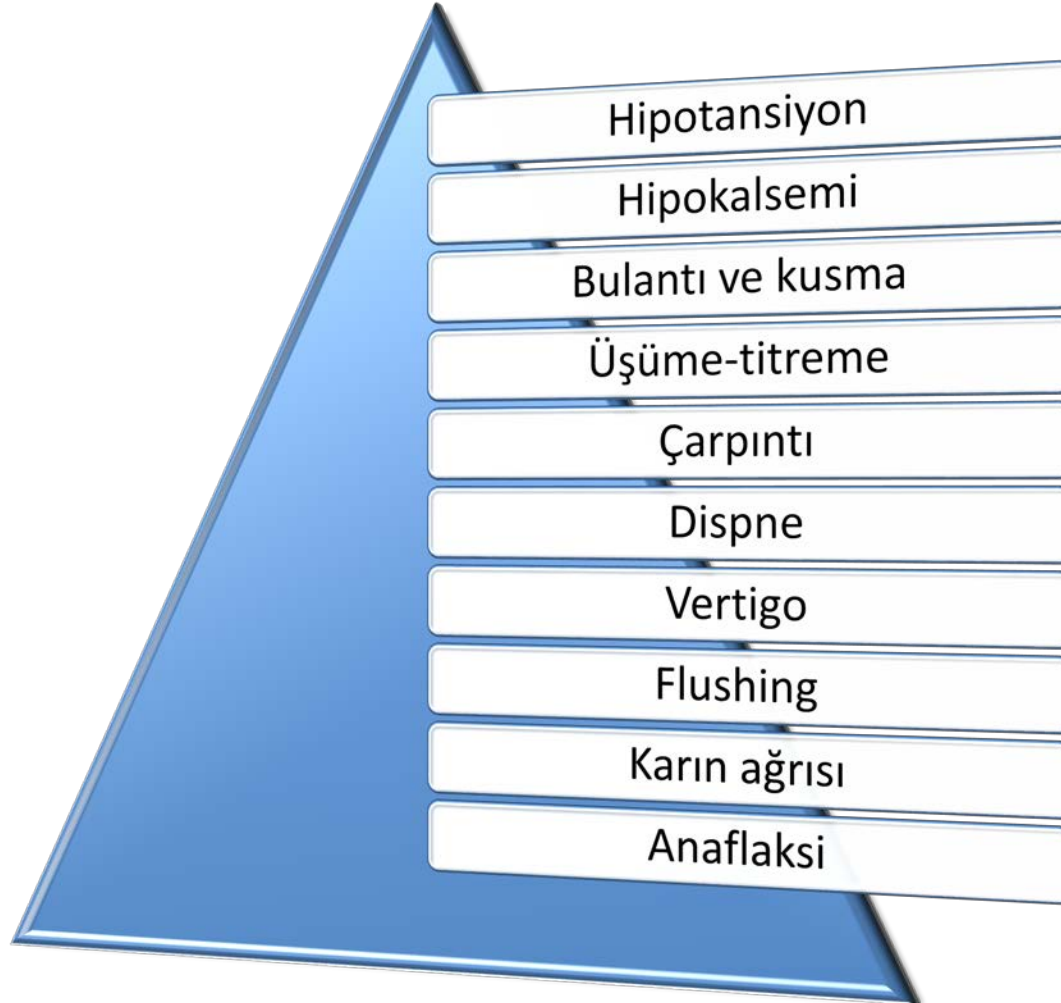 Hipotansiyon
Hipokalsemi
Bulantı ve kusma
Üşüme-titreme
Çarpıntı
Dispne
Vertigo
Flushing
Karın ağrısı
Anaflaksi